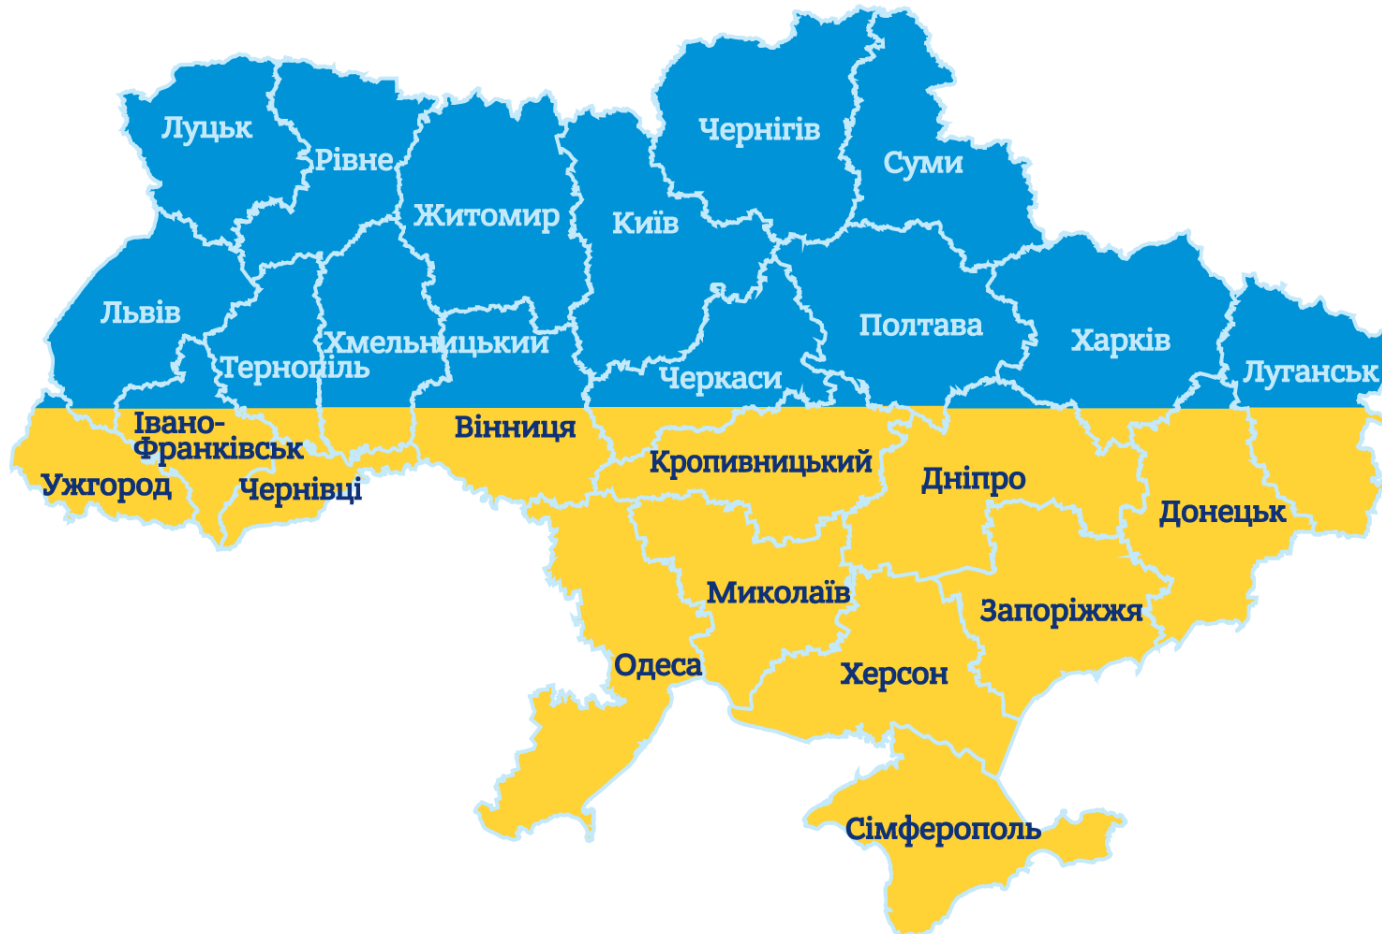 Луцьк
Рівне
Житомир
Київ
Чернігів
Суми
Львів
Тернопіль
Хмельницький
Черкаси
Полтава
Харків
Луганськ
Івано-
Франківськ
Ужгород
Чернівці
Вінниця
Кропивницький
Дніпро
Донецьк
Миколаїв
Запоріжжя
Одеса
Херсон
Сімферополь